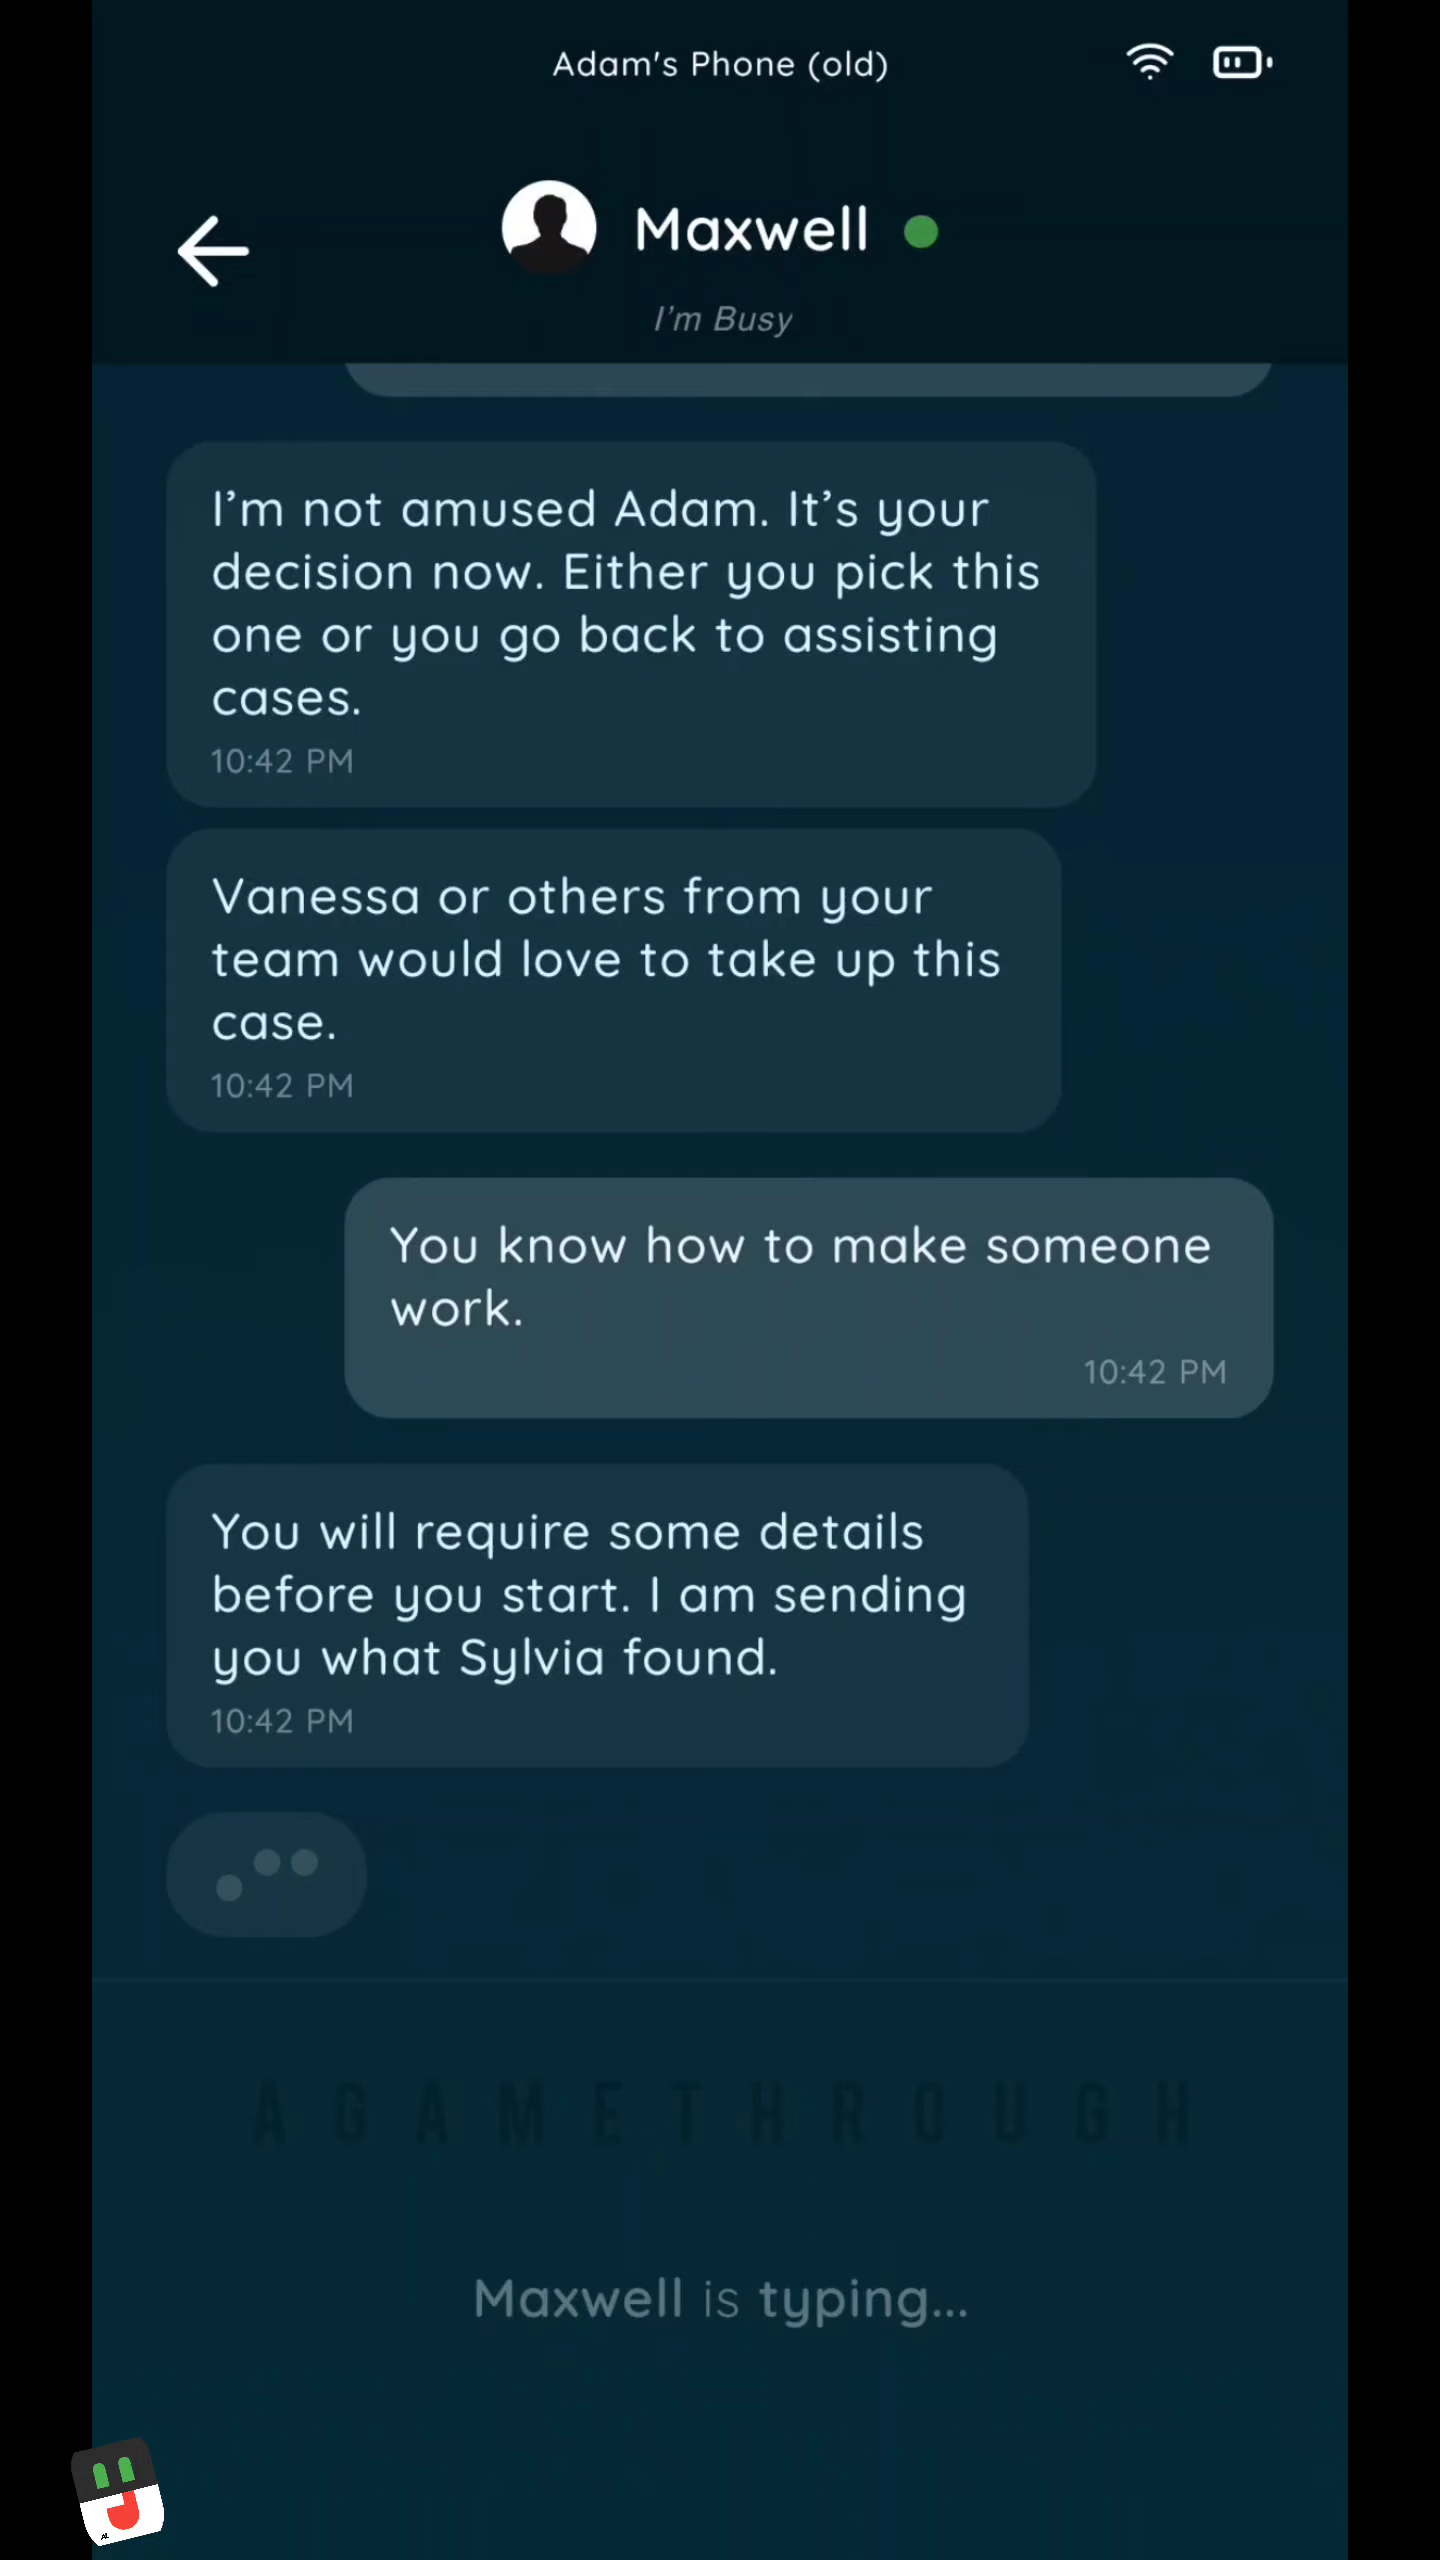 Adam's Phone (old)
Maxwell
I'm Busy
I’m not amused Adam. It’s your
decision now. Either you pick this
one or you go back to assisting
cases.
10:42 PM
Vanessa or others from your
team would love to take up this
case.
10:42 PM
You know how to make someone
work.
10:42 PM
You will require some details
before you start. I am sending
you what Sylvia found.
10:42 PM
AGAMETHROUGH
Maxwell is typing...